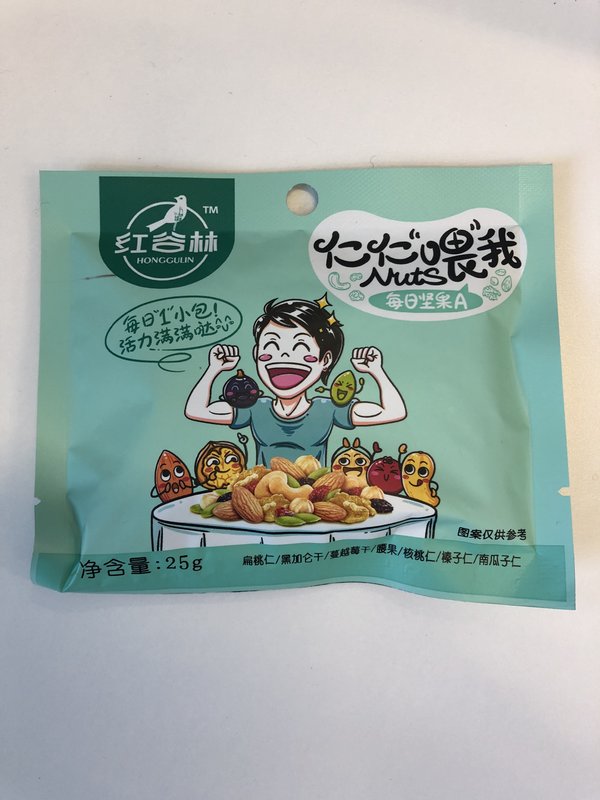 TM
红谷林
HONGGULIN
仁仁"喂"我
Nuts
每日坚果A
每日"1"小包!
活力满满哒
图案仅供参考
净含量:25g
扁桃仁/黑加仑干/蔓越莓干/腰果/核桃仁/榛子仁/南瓜子仁